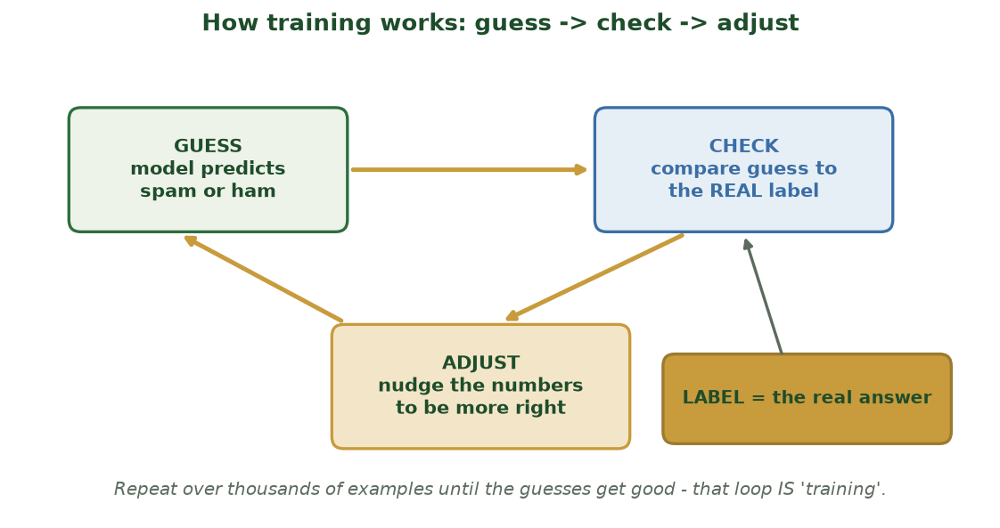 How training works: guess -> check -> adjust
GUESS
model predicts
spam or ham
CHECK
compare guess to
the REAL label
ADJUST
nudge the numbers
to be more right
LABEL = the real answer
Repeat over thousands of examples until the guesses get good - that loop IS 'training'.